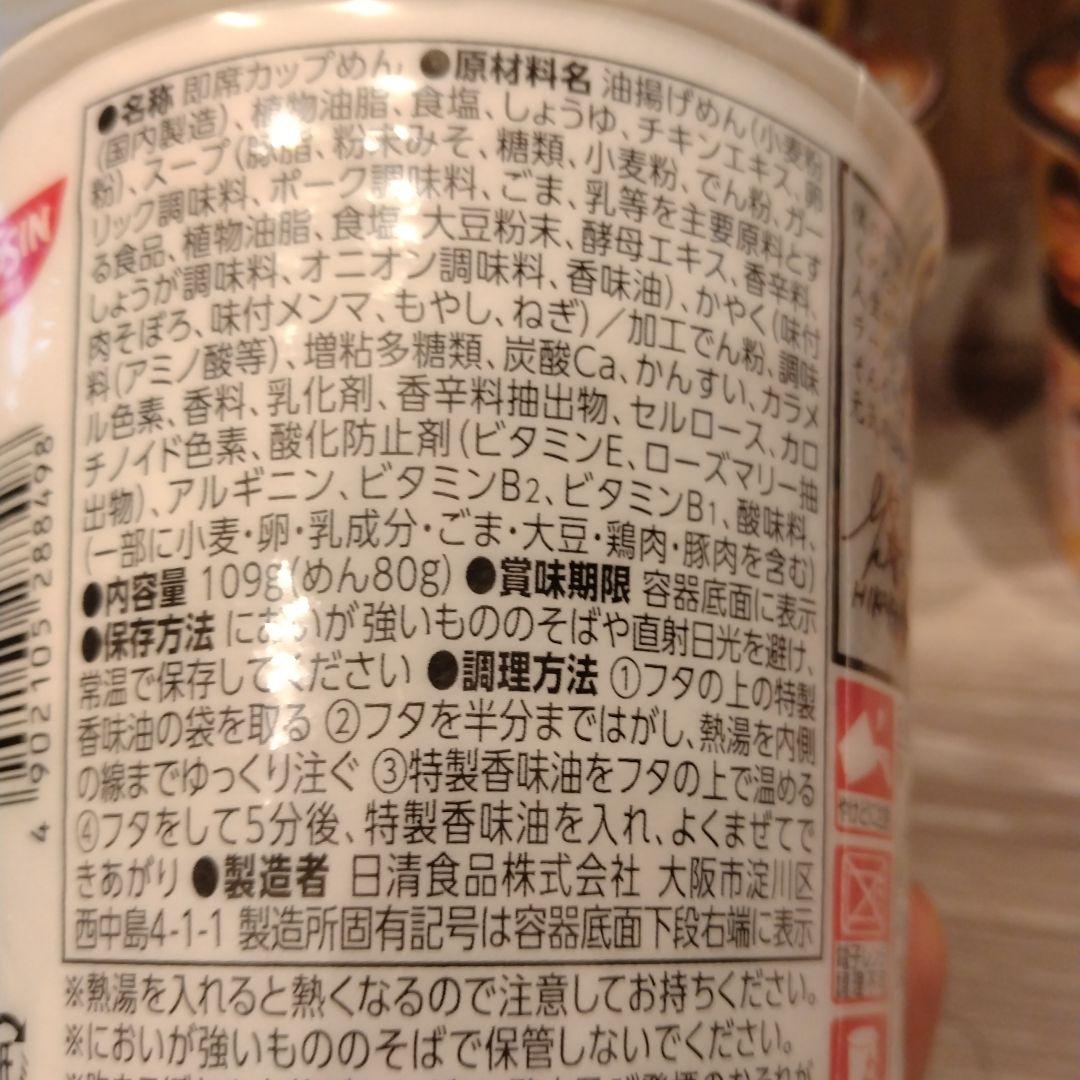 ●名称 即席カップめん ●原材料名 油揚げめん(小麦粉
(国内製造)、植物油脂、食塩、しょうゆ、チキンエキス、卵
粉)、スープ(豚脂、粉末みそ、糖類、小麦粉、でん粉、ガー
リック調味料、ポーク調味料、ごま、乳等を主要原料とす
る食品、植物油脂、食塩、大豆粉末、酵母エキス、香辛料、
しょうが調味料、オニオン調味料、香味油)、かやく(味付
肉そぼろ、味付メンマ、もやし、ねぎ)／加工でん粉、調味
料(アミノ酸等)、増粘多糖類、炭酸Ca、かんすい、カラメ
ル色素、香料、乳化剤、香辛料抽出物、セルロース、カロ
チノイド色素、酸化防止剤(ビタミンE、ローズマリー抽
出物)、アルギニン、ビタミンB2、ビタミンB1、酸味料、
(一部に小麦・卵・乳成分・ごま・大豆・鶏肉・豚肉を含む)
●内容量 109g(めん80g) ●賞味期限 容器底面に表示
●保存方法 においが強いもののそばや直射日光を避け、
常温で保存してください ●調理方法 ①フタの上の特製
香味油の袋を取る ②フタを半分まではがし、熱湯を内側
の線までゆっくり注ぐ ③特製香味油をフタの上で温める
④フタをして5分後、特製香味油を入れ、よくまぜてで
きあがり ●製造者 日清食品株式会社 大阪市淀川区
西中島4-1-1 製造所固有記号は容器底面下段右端に表示
※熱湯を入れると熱くなるので注意してお持ちください。
※においが強いもののそばで保管しないでください。
4 902105 288498